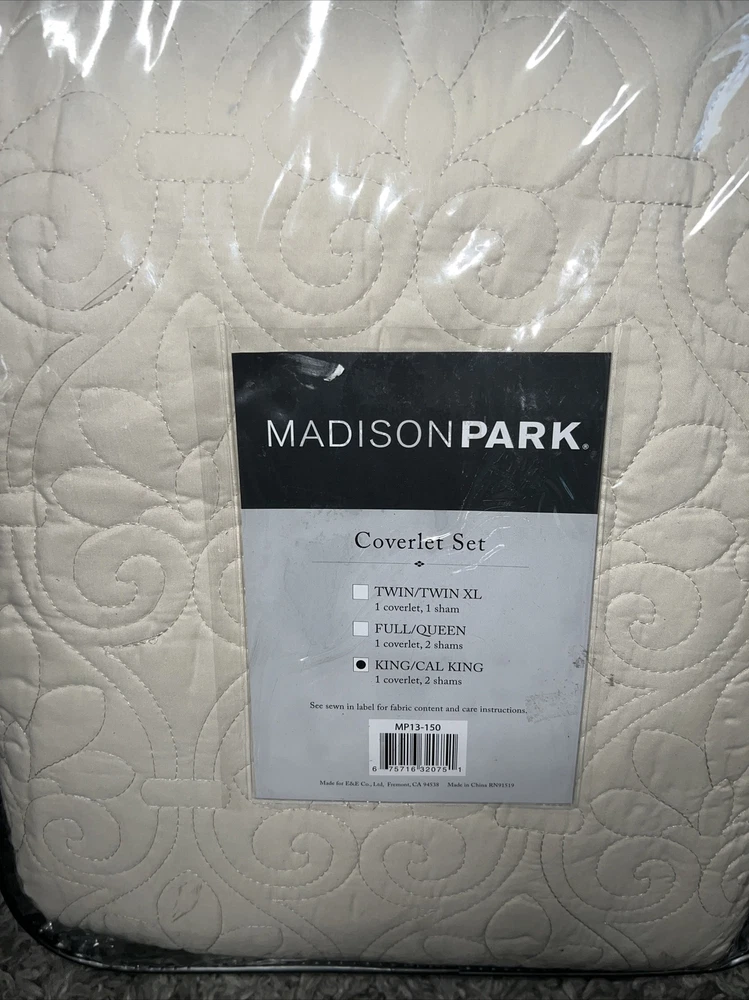 MADISONPARK®
Coverlet Set
TWIN/TWIN XL
1 coverlet, 1 sham
FULL/QUEEN
1 coverlet, 2 shams
KING/CAL KING
1 coverlet, 2 shams
See sewn in label for fabric content and care instructions.
MP13-150
6 75716 32075 1
Made for E&E Co., Ltd, Fremont, CA 94538 Made in China RN91519